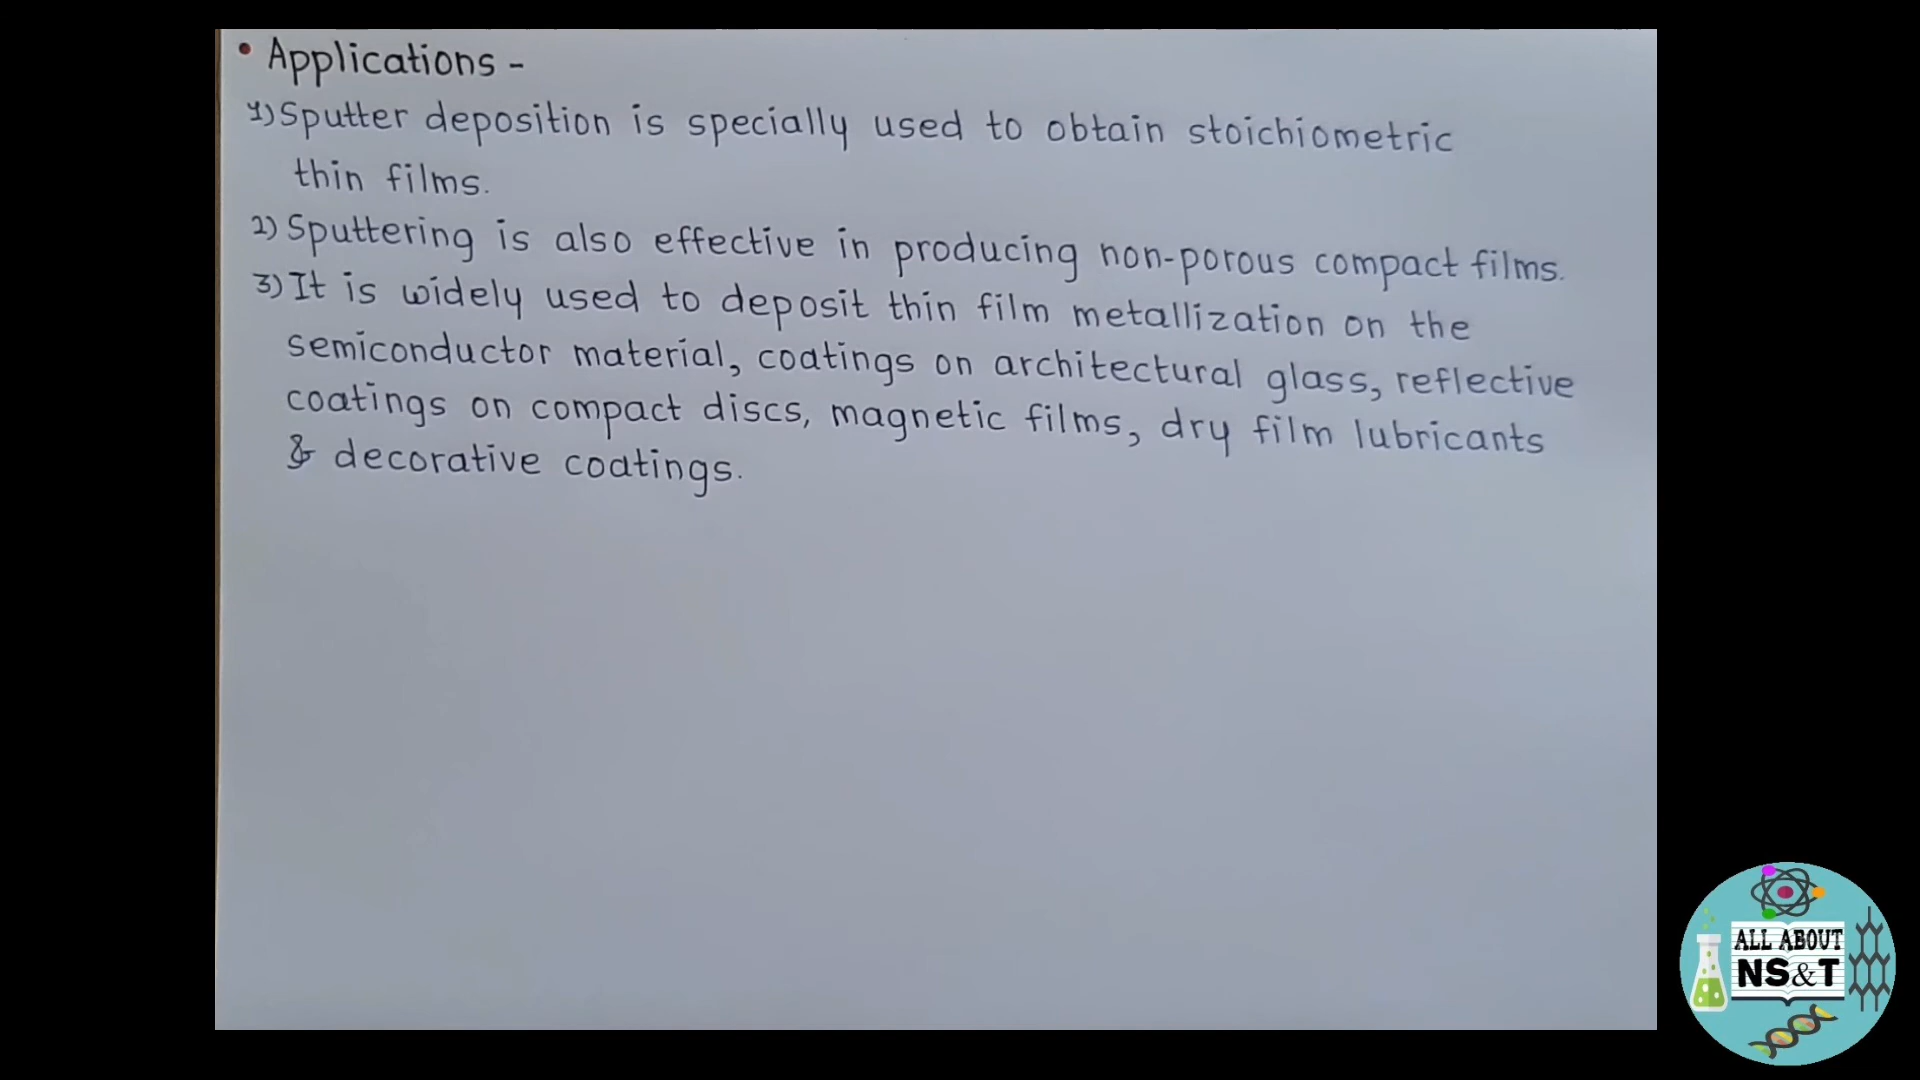 • Applications -
1) Sputter deposition is specially used to obtain stoichiometric
thin films.
2) Sputtering is also effective in producing non-porous compact films.
3) It is widely used to deposit thin film metallization on the
semiconductor material, coatings on architectural glass, reflective
coatings on compact discs, magnetic films, dry film lubricants
& decorative coatings.
ALL ABOUT
NS&T